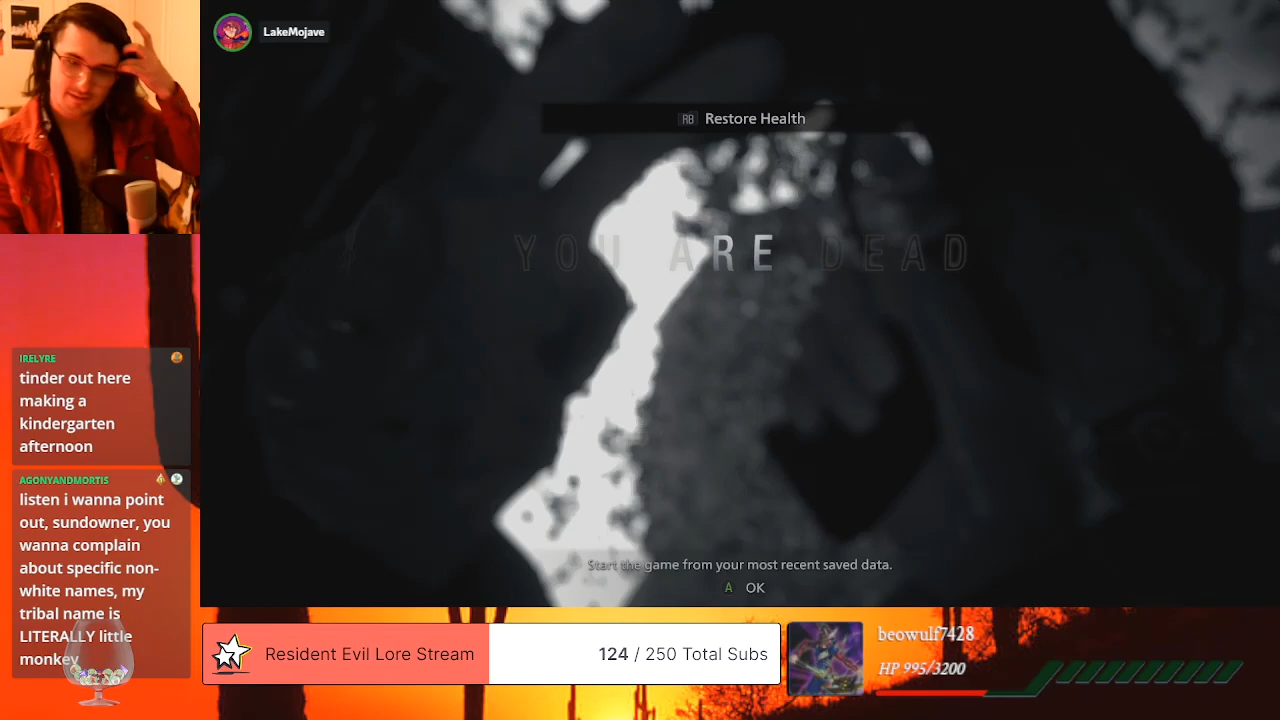 LakeMojave
RB Restore Health
YOU ARE DEAD
IRELYRE
tinder out here
making a
kindergarten
afternoon
AGONYANDMORTIS
listen i wanna point
out, sundowner, you
wanna complain
about specific non-
white names, my
tribal name is
LITERALLY little
monkey
Start the game from your most recent saved data.
A OK
Resident Evil Lore Stream
124 / 250 Total Subs
beowulf7428
HP 995/3200